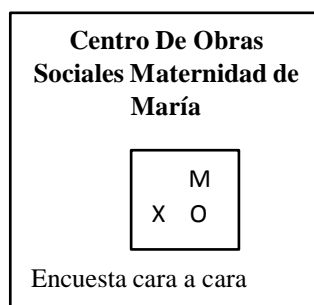 Centro De Obras
Sociales Maternidad de
María
M
X O
Encuesta cara a cara